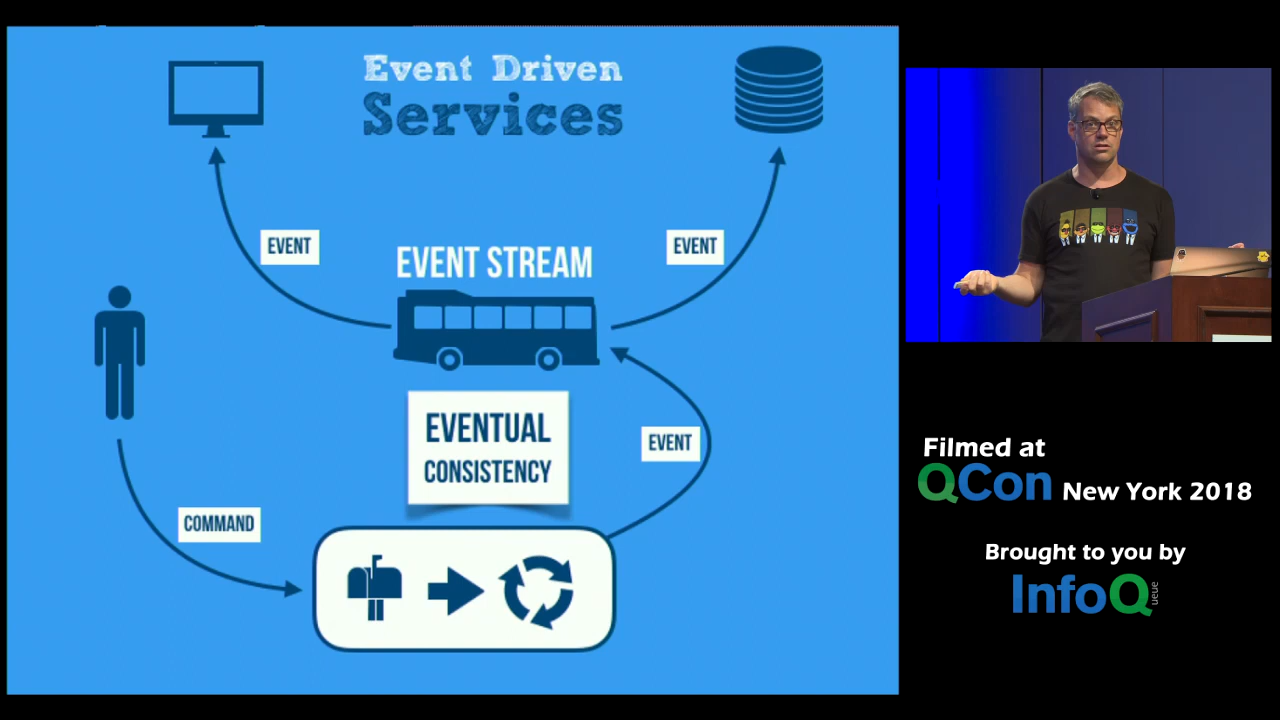 Event Driven
Services
EVENT
EVENT STREAM
EVENT
EVENTUAL
CONSISTENCY
EVENT
COMMAND
Filmed at
QCon New York 2018
Brought to you by
InfoQueue